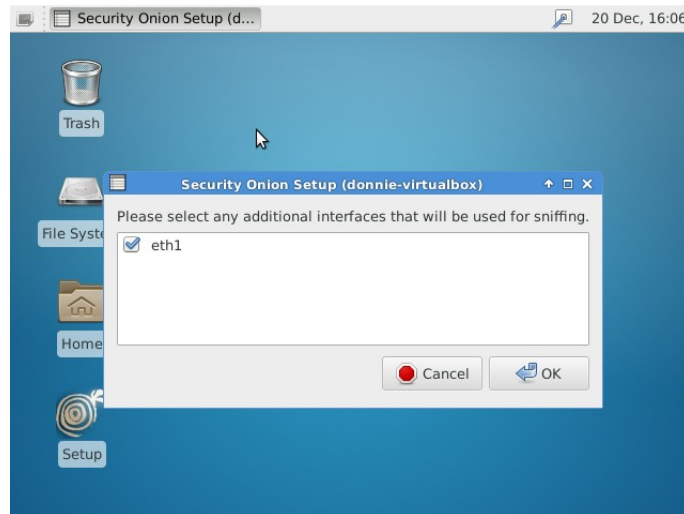 Security Onion Setup (d...
20 Dec, 16:06
Trash
File Syst
Home
Setup
Security Onion Setup (donnie-virtualbox)
Please select any additional interfaces that will be used for sniffing.
eth1
Cancel
OK